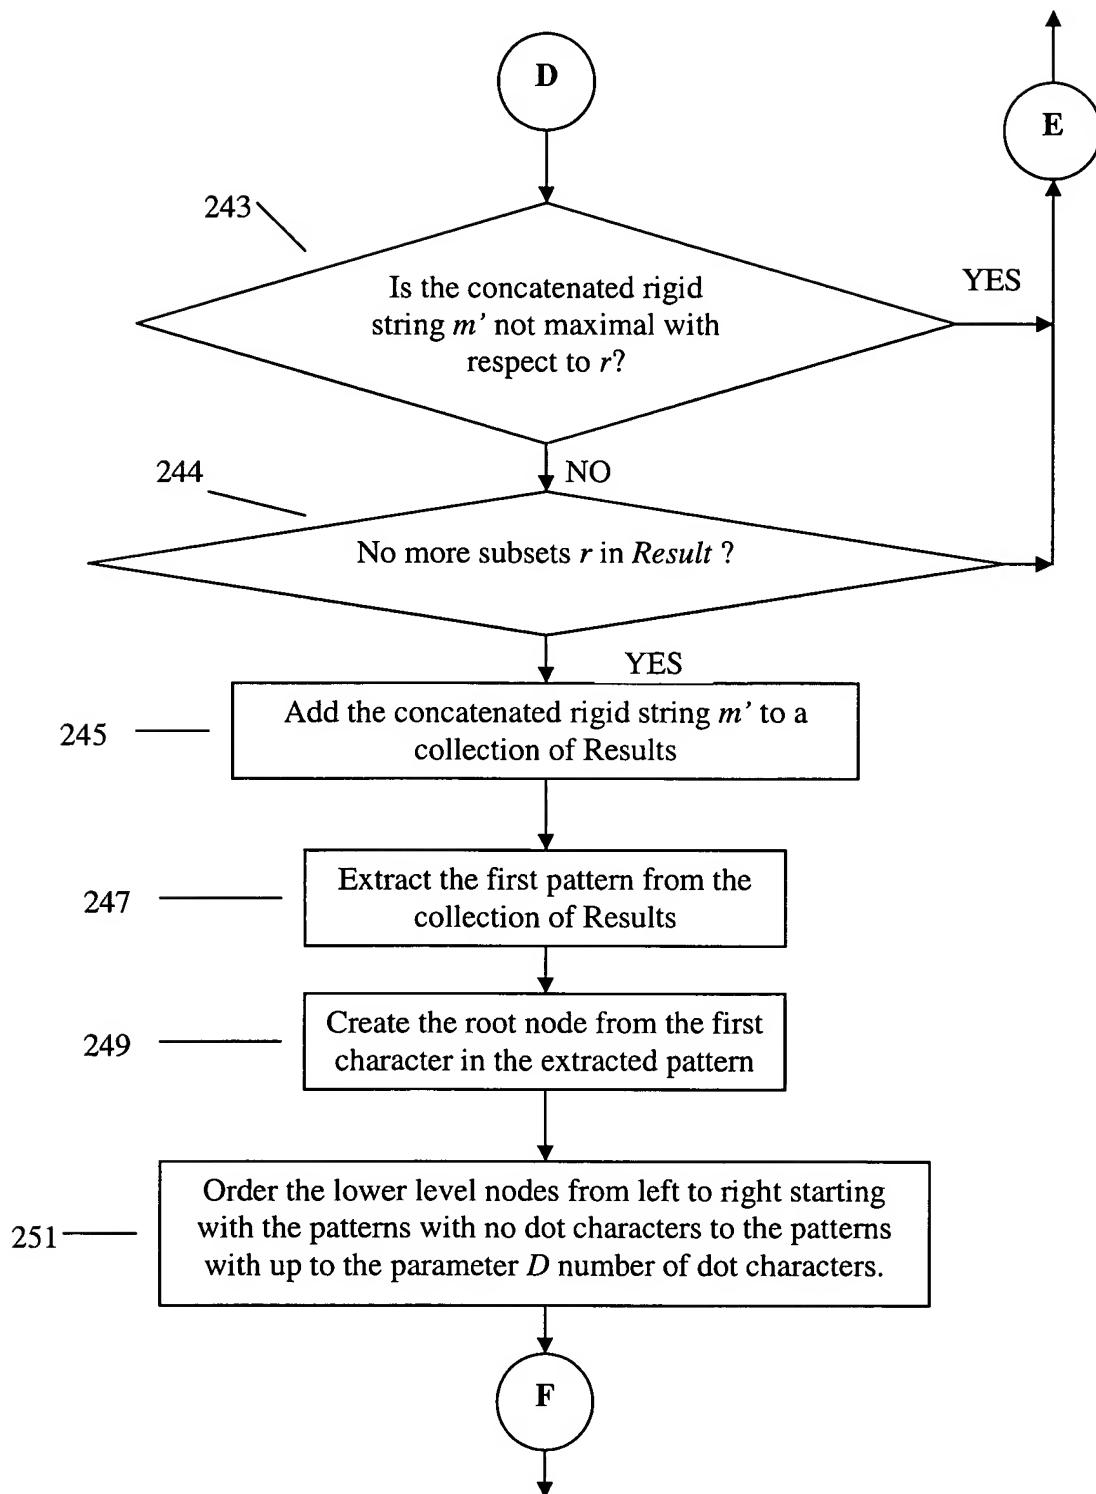 D
E
243
Is the concatenated rigid
string m’ not maximal with
respect to r?
YES
NO
244
No more subsets r in Result ?
YES
245
Add the concatenated rigid string m’ to a
collection of Results
247
Extract the first pattern from the
collection of Results
249
Create the root node from the first
character in the extracted pattern
251
Order the lower level nodes from left to right starting
with the patterns with no dot characters to the patterns
with up to the parameter D number of dot characters.
F